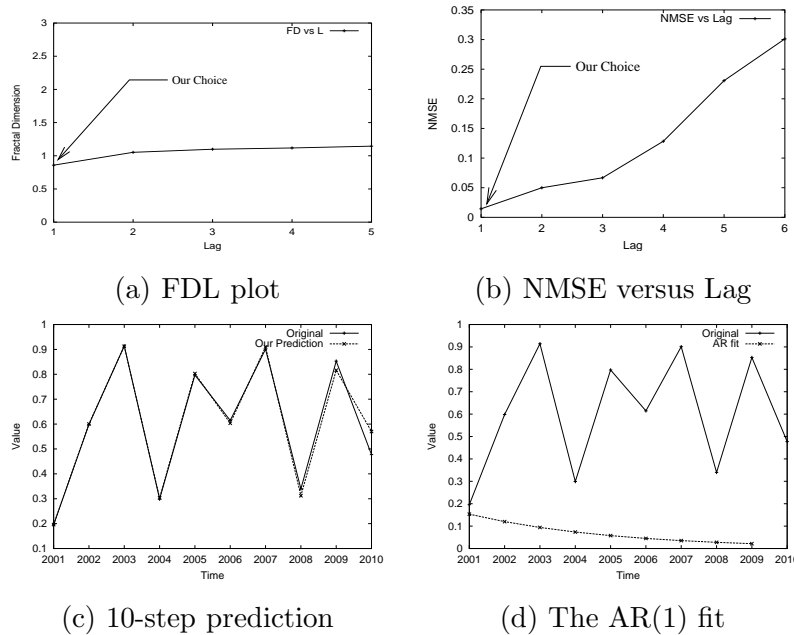 3
2.5
2
1.5
1
0.5
0
1 2 3 4 5
Fractal Dimension
Lag
FD vs L
Our Choice
(a) FDL plot
0.35
0.3
0.25
0.2
0.15
0.1
0.05
0
1 2 3 4 5 6
NMSE
Lag
NMSE vs Lag
Our Choice
(b) NMSE versus Lag
1
0.9
0.8
0.7
0.6
0.5
0.4
0.3
0.2
0.1
2001 2002 2003 2004 2005 2006 2007 2008 2009 2010
Value
Time
Original
Our Prediction
(c) 10-step prediction
1
0.9
0.8
0.7
0.6
0.5
0.4
0.3
0.2
0.1
0
2001 2002 2003 2004 2005 2006 2007 2008 2009 2010
Value
Time
Original
AR fit
(d) The AR(1) fit